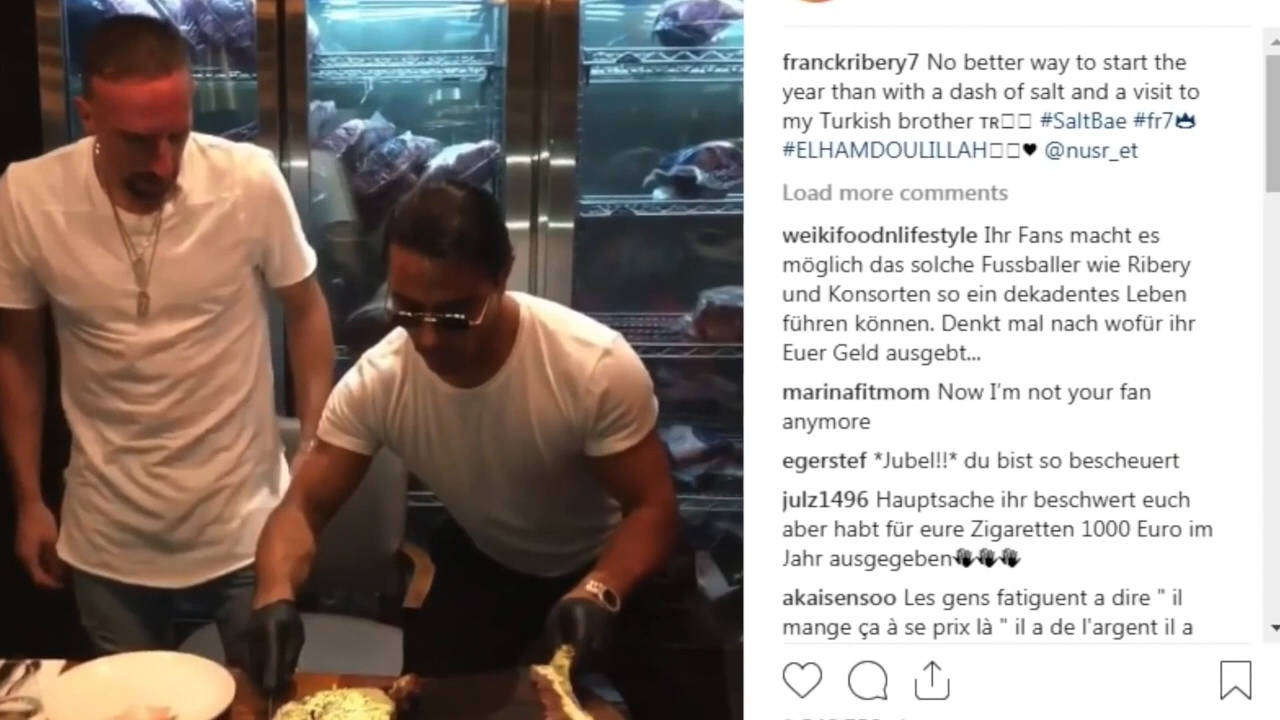 franckribery7 No better way to start the
year than with a dash of salt and a visit to
my Turkish brother ᴛʀ□□ #SaltBae #fr7
#ELHAMDOULILLAH□□♥ @nusr_et
Load more comments
weikifoodnlifestyle Ihr Fans macht es
möglich das solche Fussballer wie Ribery
und Konsorten so ein dekadentes Leben
führen können. Denkt mal nach wofür ihr
Euer Geld ausgebt...
marinafitmom Now I’m not your fan
anymore
egerstef *Jubel!!* du bist so bescheuert
julz1496 Hauptsache ihr beschwert euch
aber habt für eure Zigaretten 1000 Euro im
Jahr ausgegeben👋👋👋
akaisensoo Les gens fatiguent a dire " il
mange ça à se prix là " il a de l'argent il a